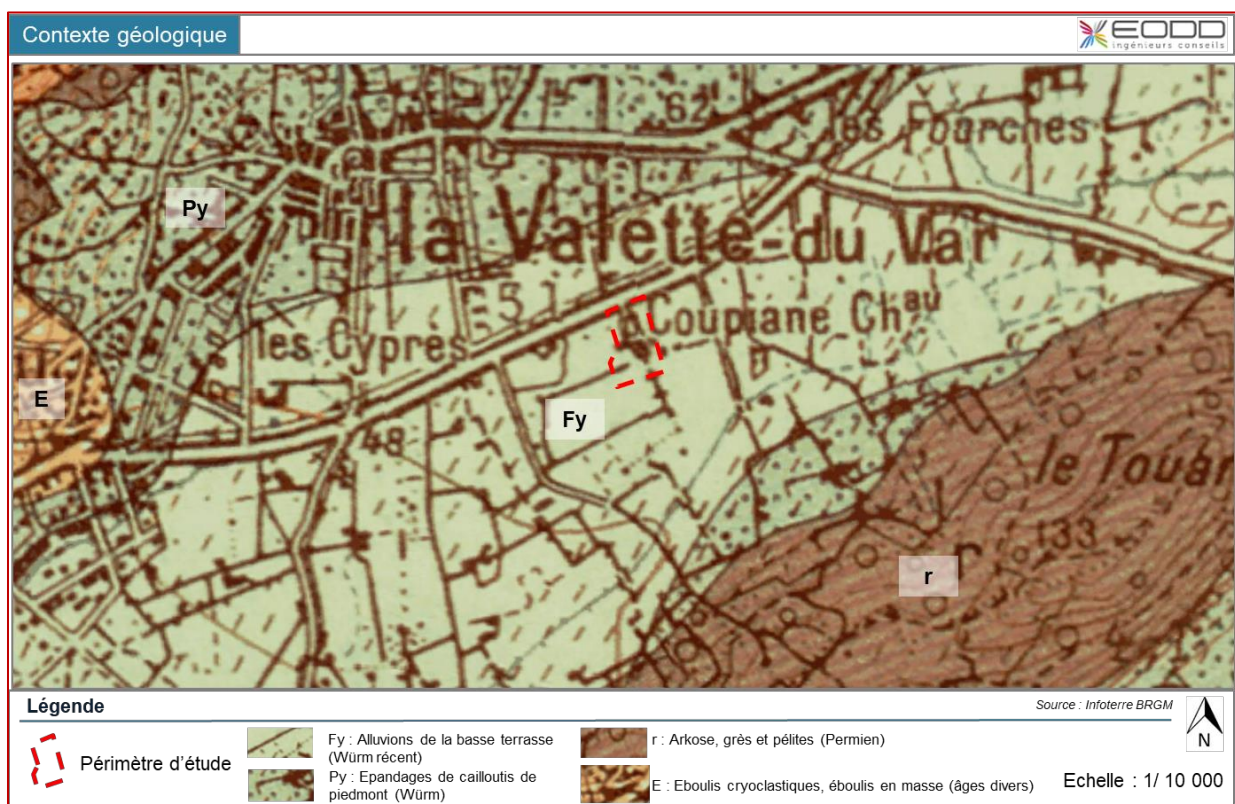 Contexte géologique
EODD
ingénieurs conseils
62
les Fourches
Py
la Valette-du Var
51
Coupiane Chau
les Cyprès
E
Fy
48
le Touar
133
r
Légende
Source : Infoterre BRGM
Périmètre d’étude
Fy : Alluvions de la basse terrasse
(Würm récent)
Py : Epandages de cailloutis de
piedmont (Würm)
r : Arkose, grès et pélites (Permien)
E : Eboulis cryoclastiques, éboulis en masse (âges divers)
N
Echelle : 1/ 10 000